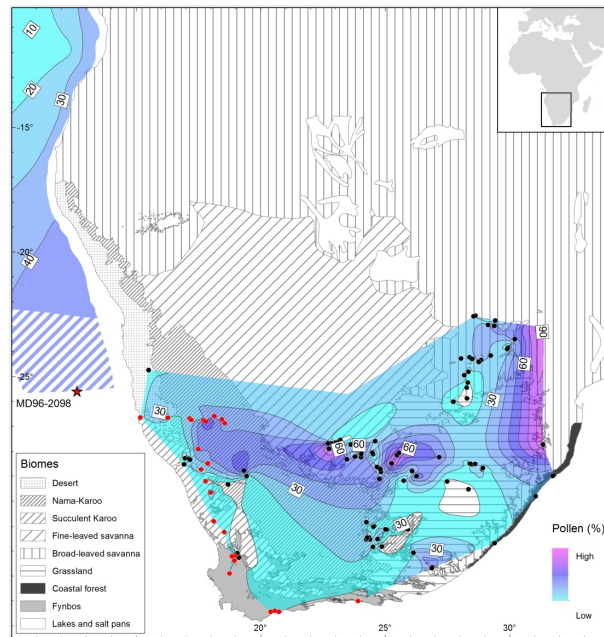 10
20
30
-15°
-20°
40
-25°
MD96-2098
90
30
30
60
60
60
30
30
30
Biomes
Desert
Nama-Karoo
Succulent Karoo
Fine-leaved savanna
Broad-leaved savanna
Grassland
Coastal forest
Fynbos
Lakes and salt pans
Pollen (%)
High
Low
20° 25° 30°